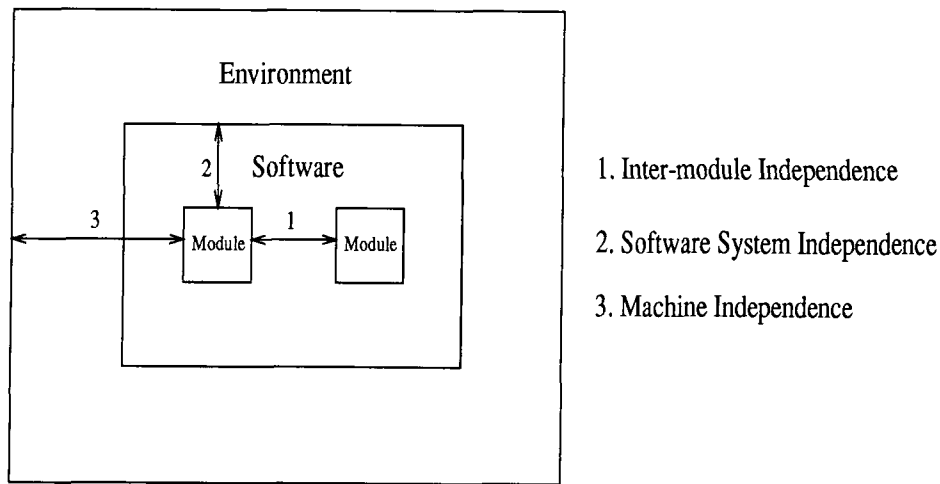 Environment
Software
2
3
1
Module
Module
1. Inter-module Independence
2. Software System Independence
3. Machine Independence